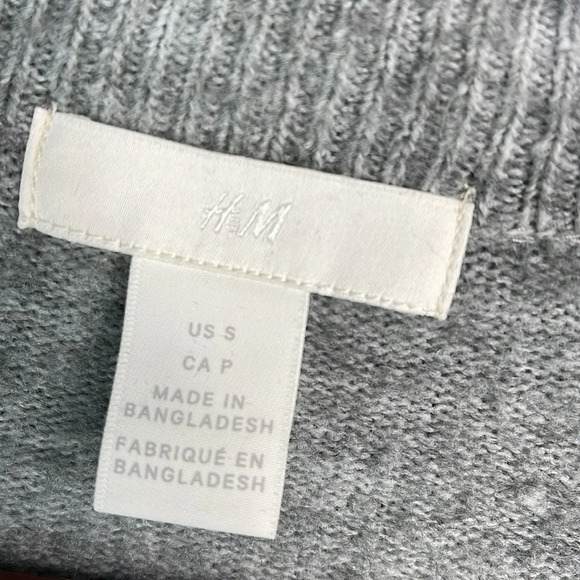 H&M
US S
CA P
MADE IN
BANGLADESH
FABRIQUÉ EN
BANGLADESH